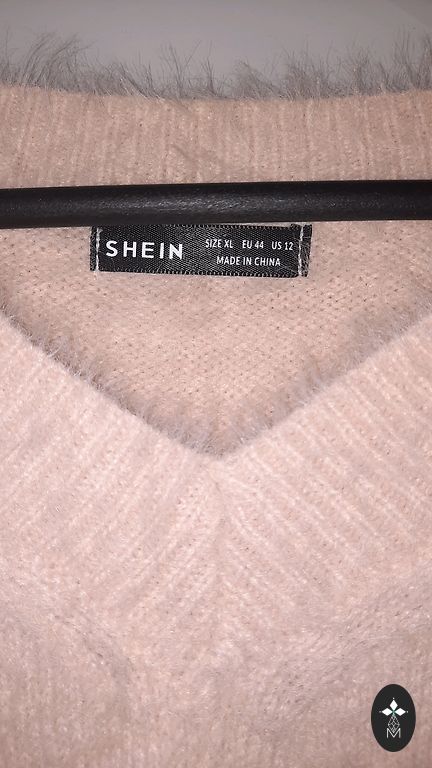 SHEIN
SIZE XL EU 44 US 12
MADE IN CHINA
M